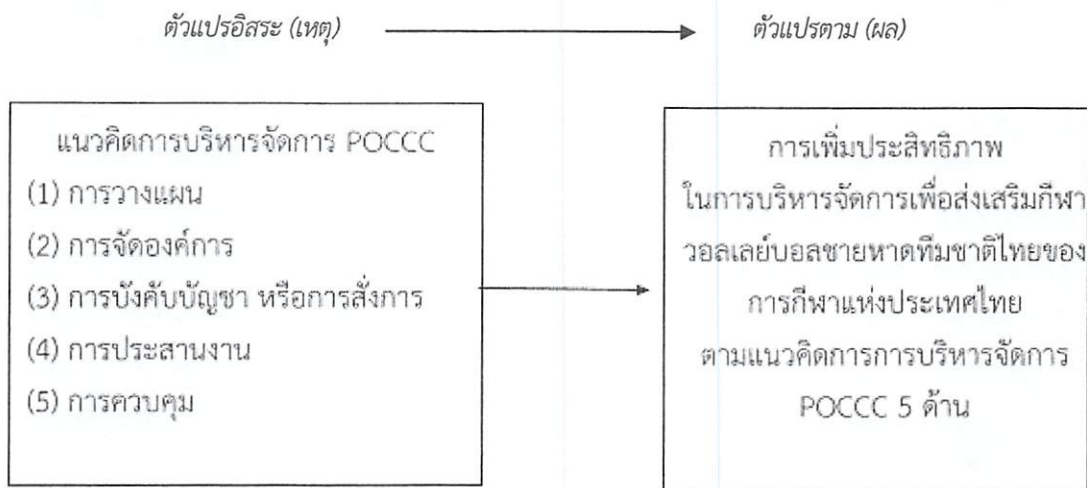 ตัวแปรอิสระ (เหตุ)
ตัวแปรตาม (ผล)
แนวคิดการบริหารจัดการ POCCC
(1) การวางแผน
(2) การจัดองค์การ
(3) การบังคับบัญชา หรือการสั่งการ
(4) การประสานงาน
(5) การควบคุม
การเพิ่มประสิทธิภาพ
ในการบริหารจัดการเพื่อส่งเสริมกีฬา
วอลเลย์บอลชายหาดทีมชาติไทยของ
การกีฬาแห่งประเทศไทย
ตามแนวคิดการการบริหารจัดการ
POCCC 5 ด้าน